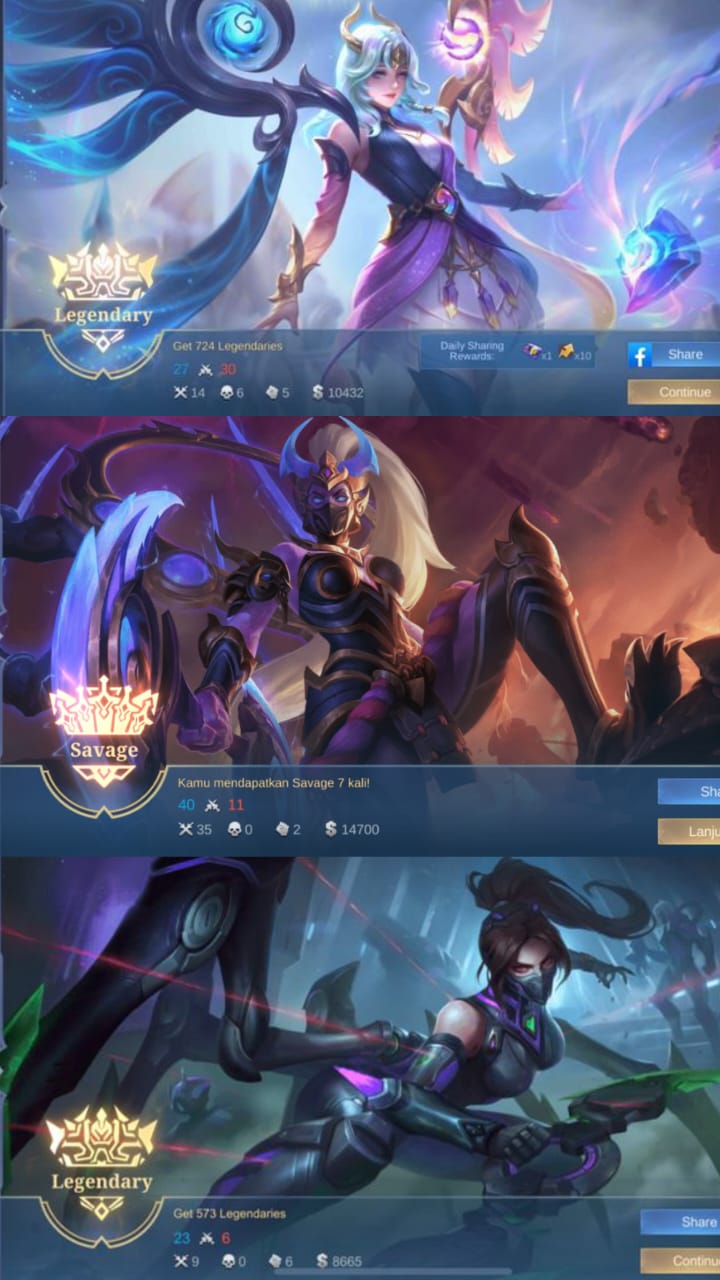 Legendary
Get 724 Legendaries
Daily Sharing
Rewards:
x1
x10
Share
27 30
14 6 5 $ 10432
Continue
Savage
Kamu mendapatkan Savage 7 kali!
Sha
40 11
35 0 2 $ 14700
Lanju
Legendary
Get 573 Legendaries
Share
23 6
9 0 6 $ 8665
Continu